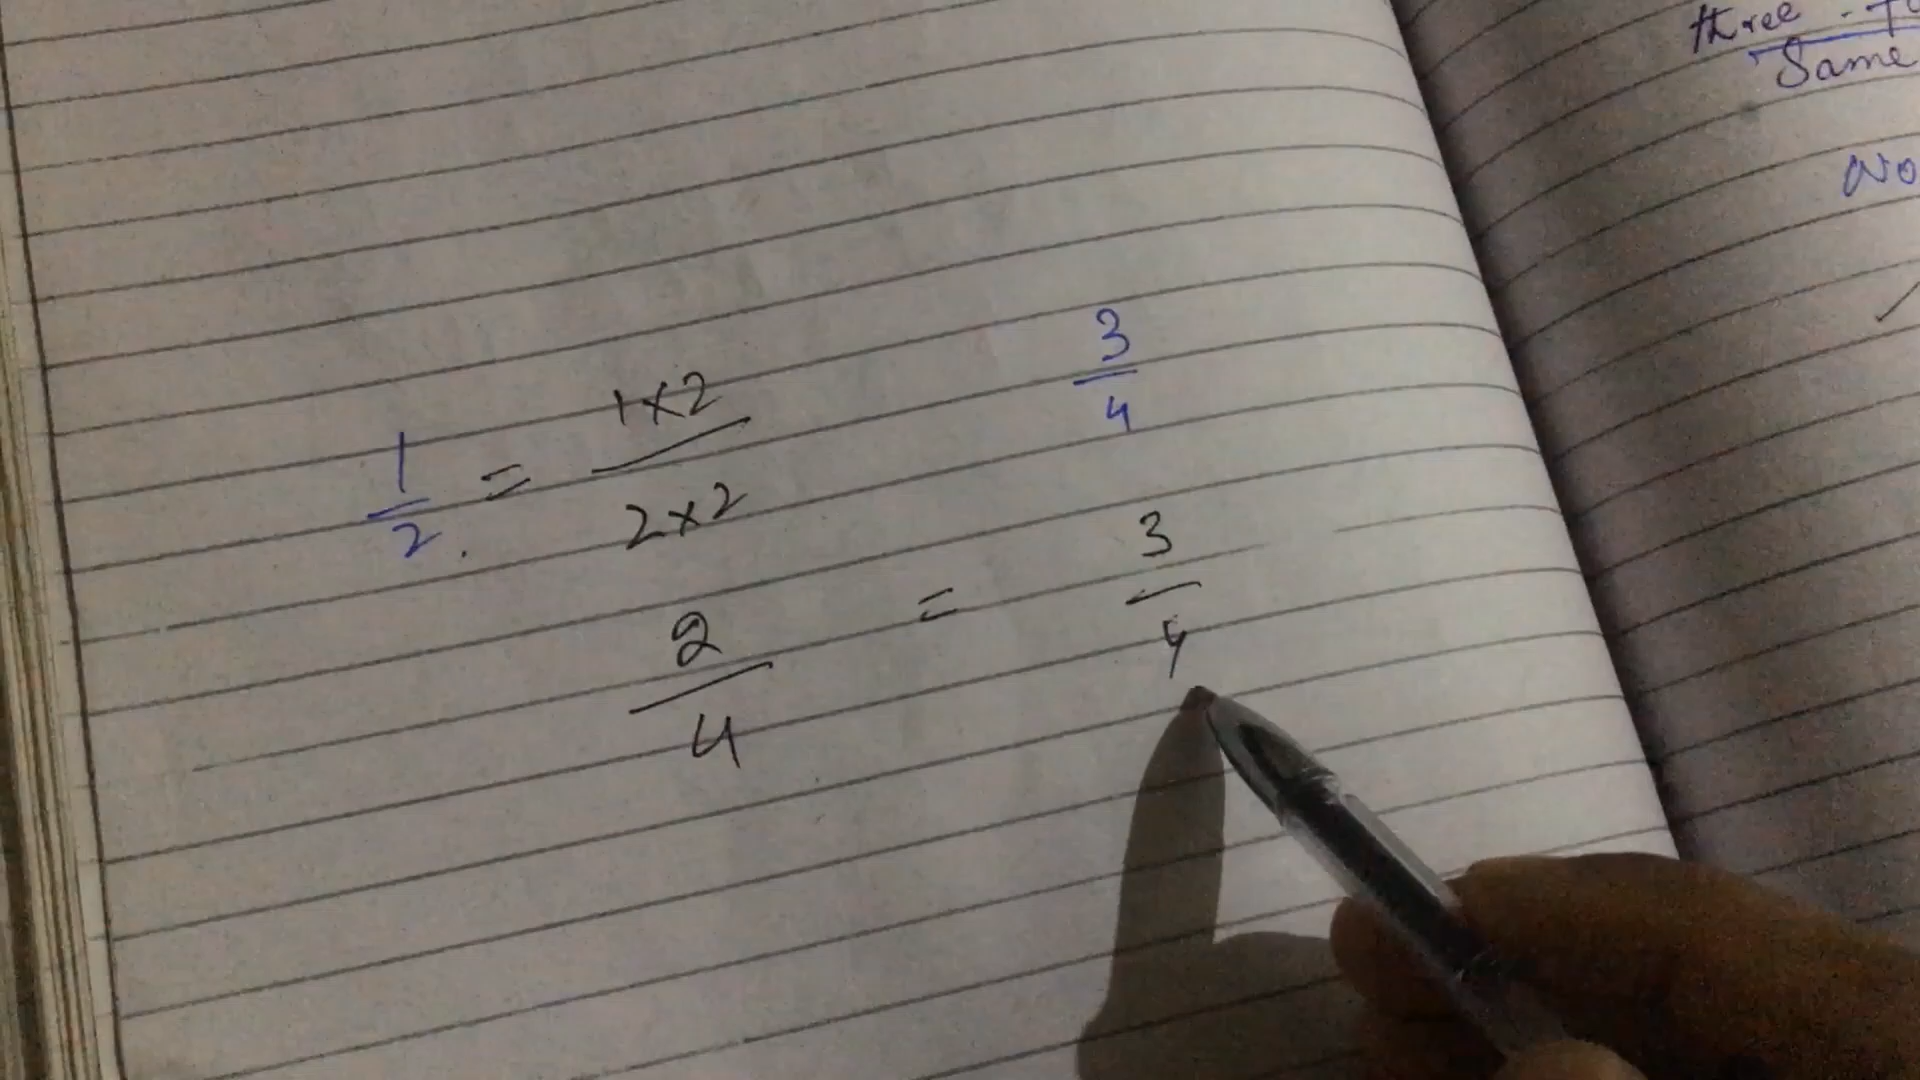 three
Same
No
1/2 = 1×2/2×2
3/4
2/4 = 3/4